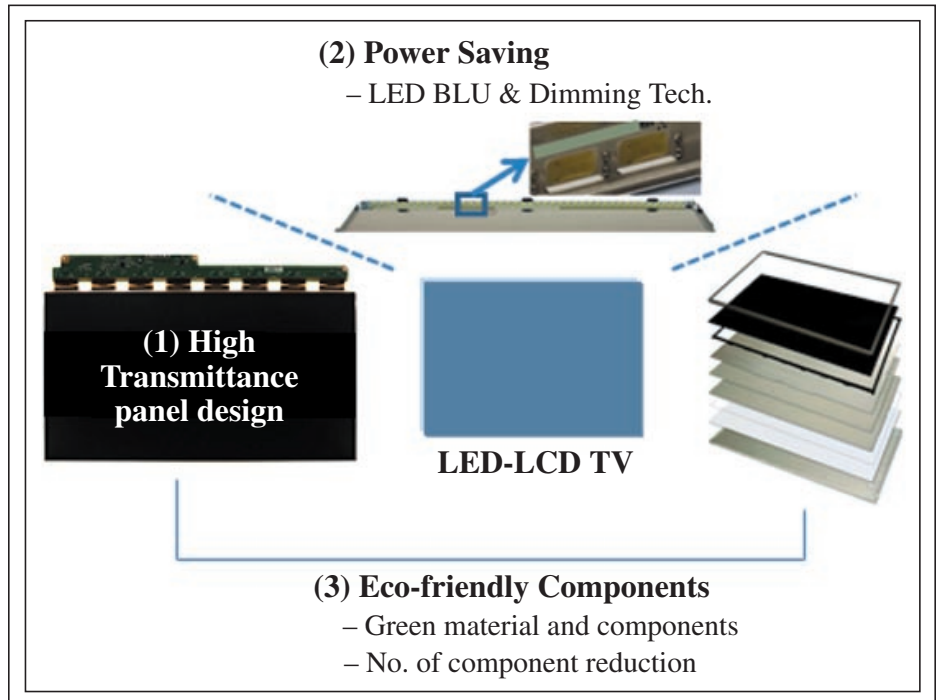 (2) Power Saving
– LED BLU & Dimming Tech.
(1) High
Transmittance
panel design
LED-LCD TV
(3) Eco-friendly Components
– Green material and components
– No. of component reduction